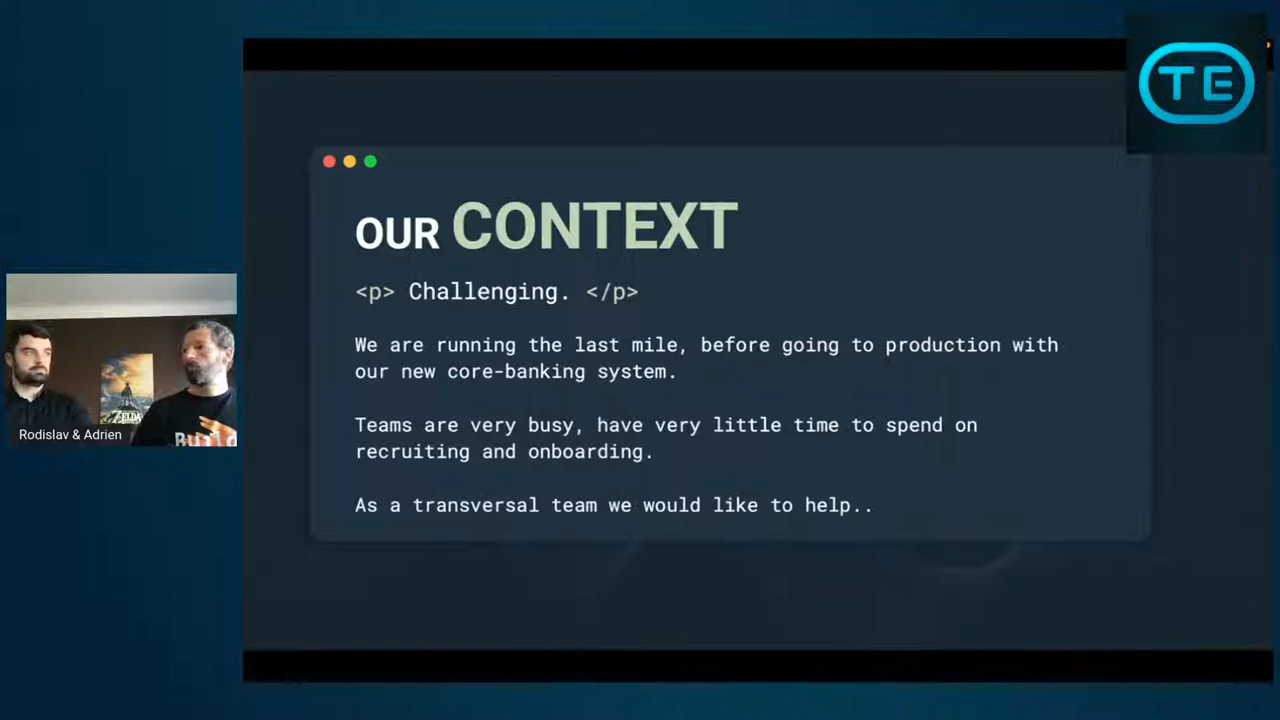 TE
OUR CONTEXT
<p> Challenging. </p>
We are running the last mile, before going to production with
our new core-banking system.
Teams are very busy, have very little time to spend on
recruiting and onboarding.
As a transversal team we would like to help..
ZELDA
Build
Rodislav & Adrien